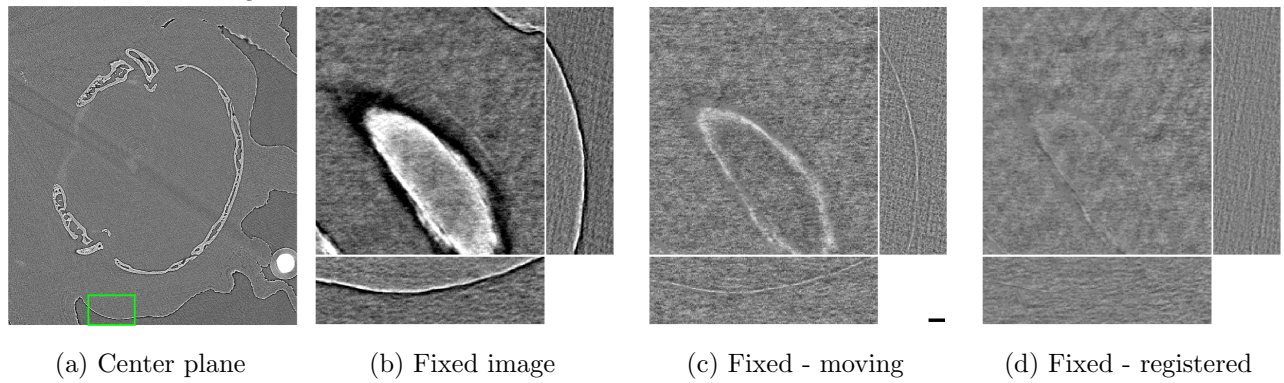 (a) Center plane
(b) Fixed image
(c) Fixed - moving
(d) Fixed - registered